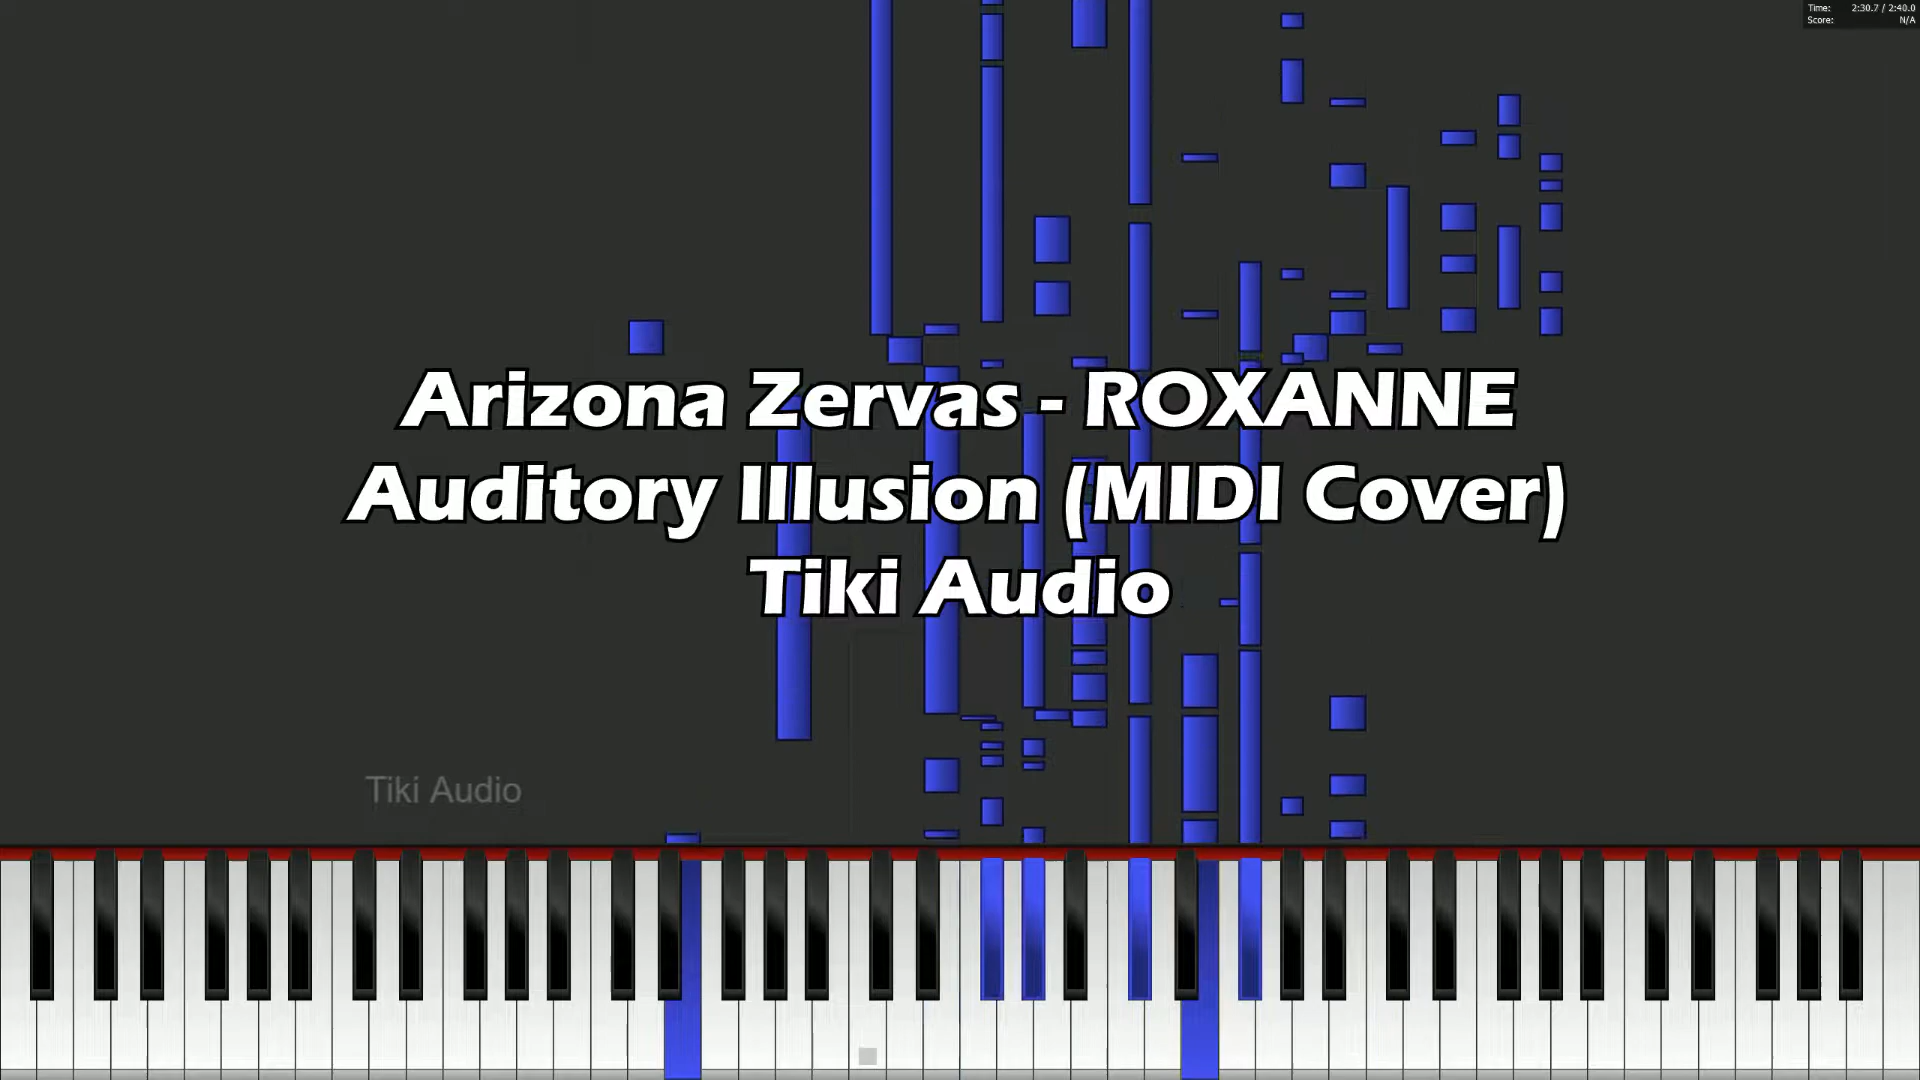 Time: 2:30.7 / 2:40.0
Score: N/A
Arizona Zervas - ROXANNE
Auditory Illusion (MIDI Cover)
Tiki Audio
Tiki Audio